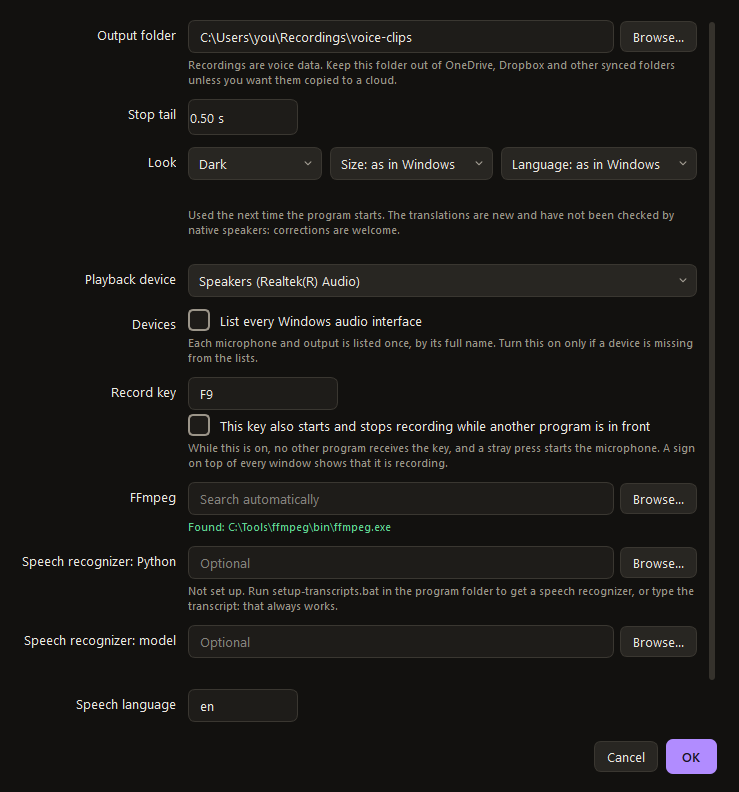 Output folder
C:\Users\you\Recordings\voice-clips
Browse...
Recordings are voice data. Keep this folder out of OneDrive, Dropbox and other synced folders
unless you want them copied to a cloud.
Stop tail
0.50 s
Look
Dark
Size: as in Windows
Language: as in Windows
Used the next time the program starts. The translations are new and have not been checked by
native speakers: corrections are welcome.
Playback device
Speakers (Realtek(R) Audio)
Devices
List every Windows audio interface
Each microphone and output is listed once, by its full name. Turn this on only if a device is missing
from the lists.
Record key
F9
This key also starts and stops recording while another program is in front
While this is on, no other program receives the key, and a stray press starts the microphone. A sign
on top of every window shows that it is recording.
FFmpeg
Search automatically
Browse...
Found: C:\Tools\ffmpeg\bin\ffmpeg.exe
Speech recognizer: Python
Optional
Browse...
Not set up. Run setup-transcripts.bat in the program folder to get a speech recognizer, or type the
transcript: that always works.
Speech recognizer: model
Optional
Browse...
Speech language
en
Cancel
OK